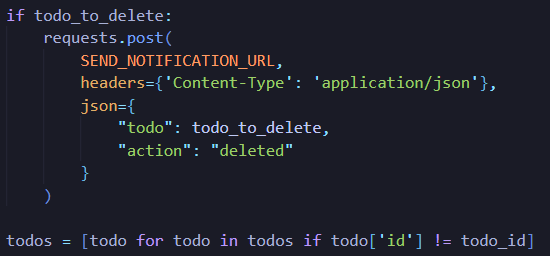 if todo_to_delete:
    requests.post(
        SEND_NOTIFICATION_URL,
        headers={'Content-Type': 'application/json'},
        json={
            "todo": todo_to_delete,
            "action": "deleted"
        }
    )

todos = [todo for todo in todos if todo['id'] != todo_id]